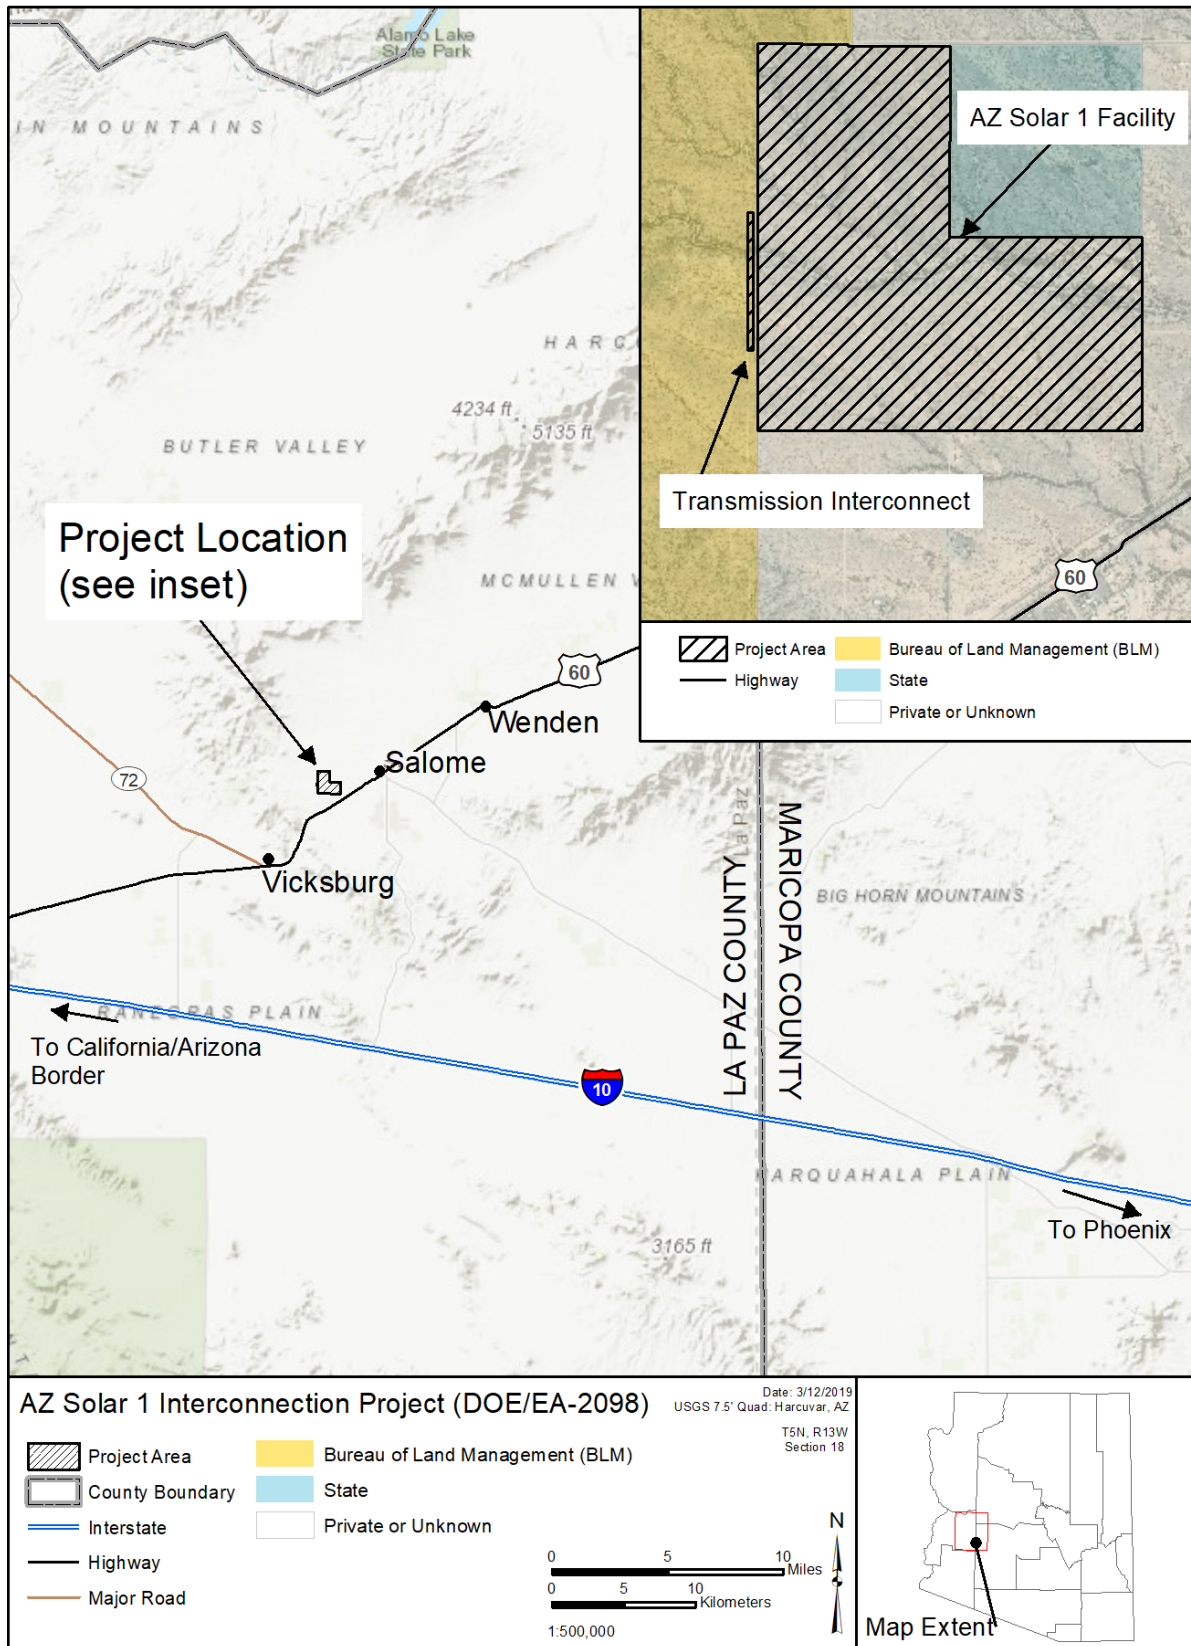 Alamo Lake
State Park
IN MOUNTAINS
HARC
4234 ft
5135 ft
BUTLER VALLEY
Project Location
(see inset)
MCMULLEN V
60
Wenden
Salome
72
Vicksburg
AZ Solar 1 Facility
Transmission Interconnect
60
Project Area
Highway
Bureau of Land Management (BLM)
State
Private or Unknown
La Paz
LA PAZ COUNTY
MARICOPA COUNTY
BIG HORN MOUNTAINS
RANEGRAS PLAIN
To California/Arizona
Border
10
HARQUAHALA PLAIN
To Phoenix
3165 ft
AZ Solar 1 Interconnection Project (DOE/EA-2098)
Date: 3/12/2019
USGS 7.5' Quad: Harcuvar, AZ
T5N, R13W
Section 18
Project Area
County Boundary
Interstate
Highway
Major Road
Bureau of Land Management (BLM)
State
Private or Unknown
0 5 10
Miles
0 5 10
Kilometers
1:500,000
N
Map Extent